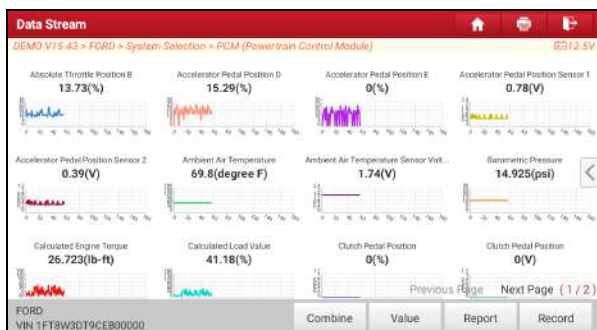 Data Stream
DEMO V15.43 > FORD > System Selection > PCM (Powertrain Control Module)
12.5V
Absolute Throttle Position B
13.73(%)
Accelerator Pedal Position D
15.29(%)
Accelerator Pedal Position E
0(%)
Accelerator Pedal Position Sensor 1
0.78(V)
Accelerator Pedal Position Sensor 2
0.39(V)
Ambient Air Temperature
69.8(degree F)
Ambient Air Temperature Sensor Volt...
1.74(V)
Barometric Pressure
14.925(psi)
Calculated Engine Torque
26.723(lb-ft)
Calculated Load Value
41.18(%)
Clutch Pedal Position
0(%)
Clutch Pedal Position
0(V)
Previous Page Next Page (1/2)
FORD
VIN 1FT8W3DT9CEB00000
Combine
Value
Report
Record